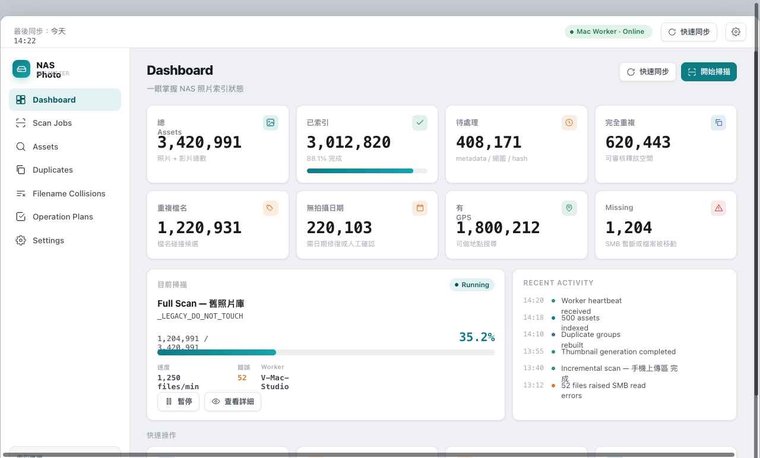 最後同步：今天
14:22
Mac Worker · Online
快速同步
NAS
Photo
Dashboard
Scan Jobs
Assets
Duplicates
Filename Collisions
Operation Plans
Settings
Dashboard
一眼掌握 NAS 照片索引狀態
快速同步
開始掃描
總
Assets
3,420,991
照片 + 影片總數
已索引
3,012,820
88.1% 完成
待處理
408,171
metadata / 縮圖 / hash
完全重複
620,443
可審核釋放空間
重複檔名
1,220,931
檔名碰撞候選
無拍攝日期
220,103
需日期修復或人工確認
有
GPS
1,800,212
可做地點搜尋
Missing
1,204
SMB 暫斷或檔案被移動
目前掃描
Running
Full Scan — 舊照片庫
_LEGACY_DO_NOT_TOUCH
1,204,991 /
3,420,991
35.2%
速度
1,250
files/min
錯誤
52
Worker
V-Mac-
Studio
暫停
查看詳細
RECENT ACTIVITY
14:20 Worker heartbeat
received
14:18 500 assets
indexed
14:10 Duplicate groups
rebuilt
13:55 Thumbnail generation completed
13:40 Incremental scan — 手機上傳區 完
成
13:12 52 files raised SMB read
errors
快速操作